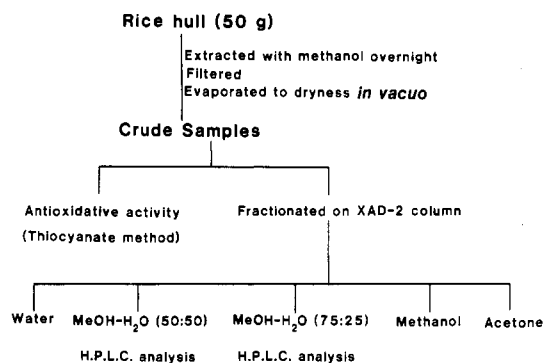 Rice hull (50 g)
Extracted with methanol overnight
Filtered
Evaporated to dryness in vacuo
Crude Samples
Antioxidative activity
(Thiocyanate method)
Fractionated on XAD-2 column
Water
MeOH-H₂O (50:50)
MeOH-H₂O (75:25)
Methanol
Acetone
H.P.L.C. analysis
H.P.L.C. analysis